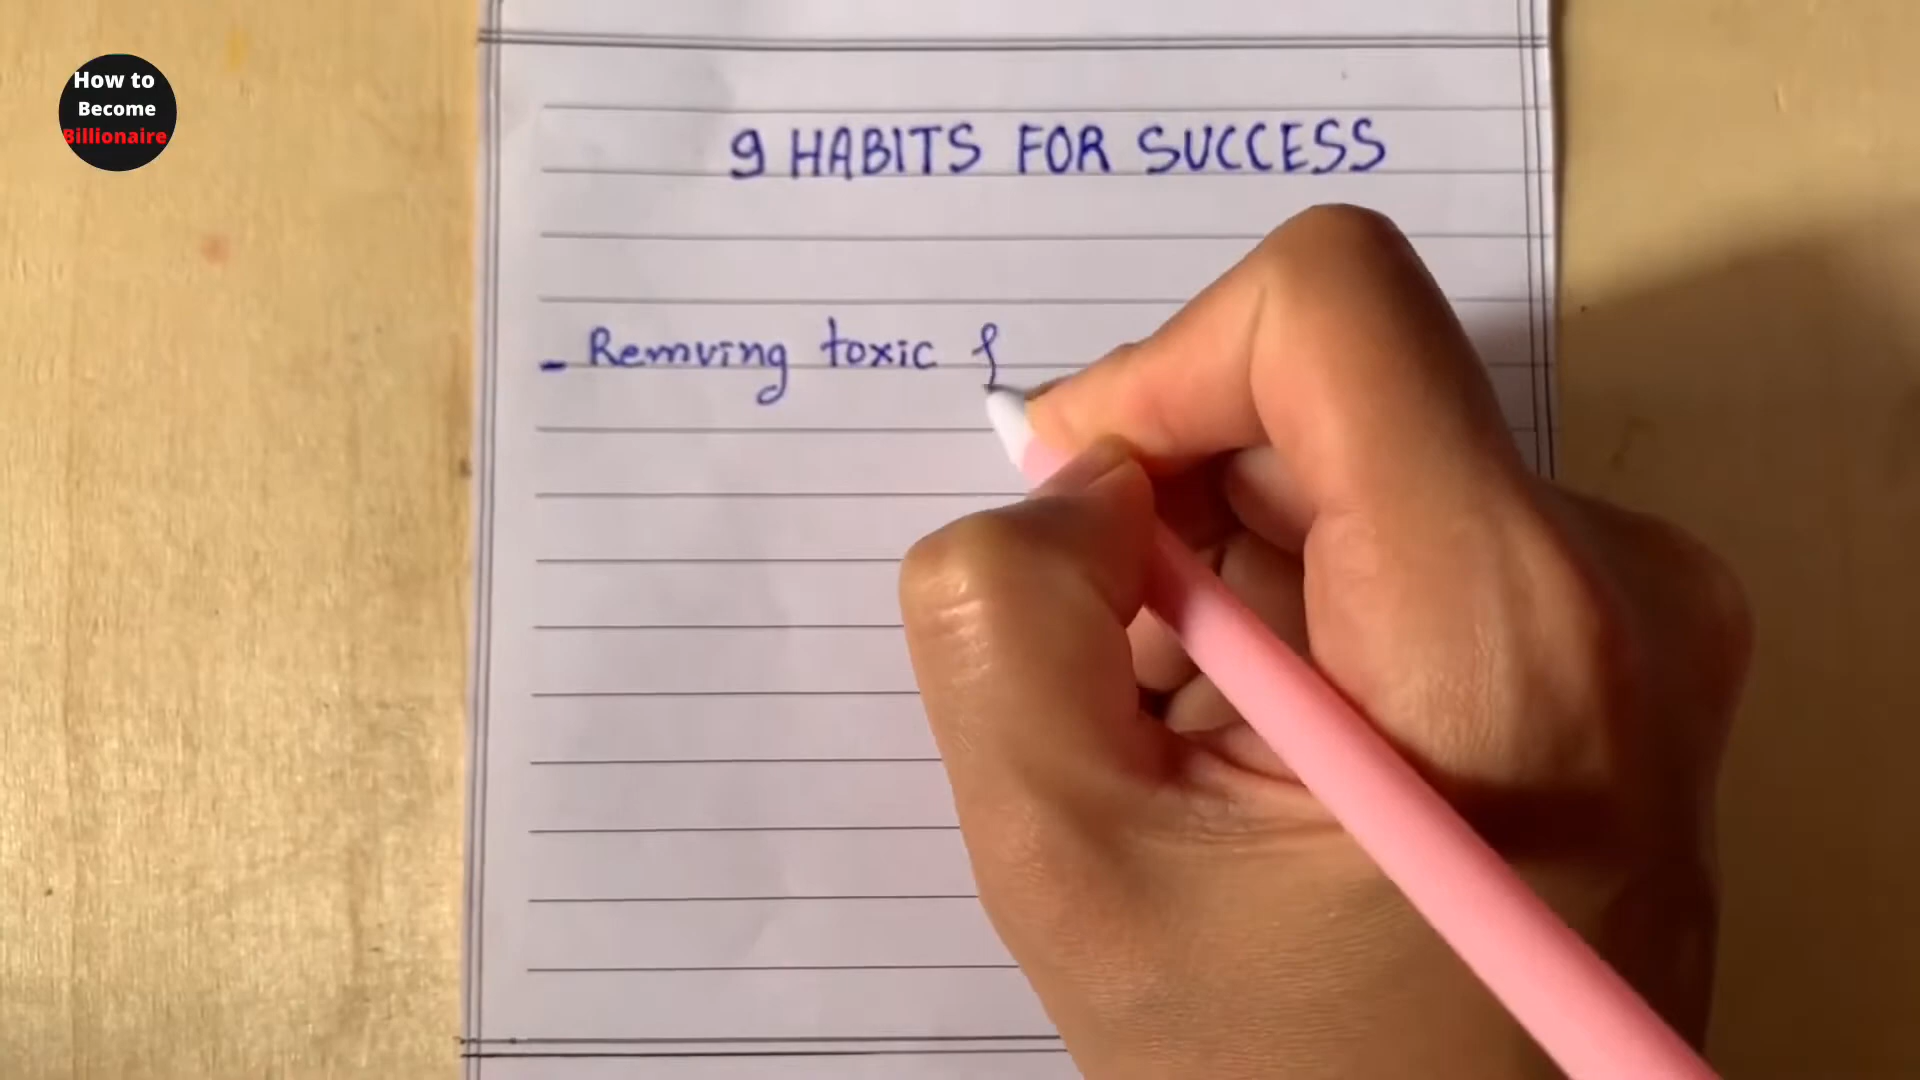 How to
Become
Billionaire
9 HABITS FOR SUCCESS
- Remving toxic f